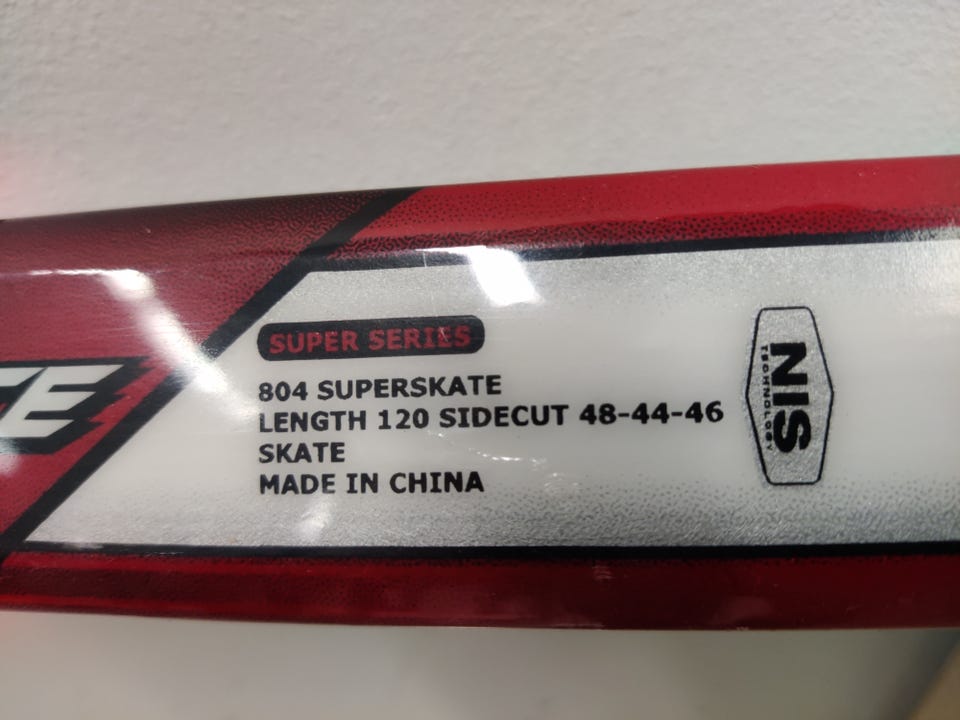 SUPER SERIES
804 SUPERSKATE
LENGTH 120 SIDECUT 48-44-46
SKATE
MADE IN CHINA
NIS
TECHNOLOGY